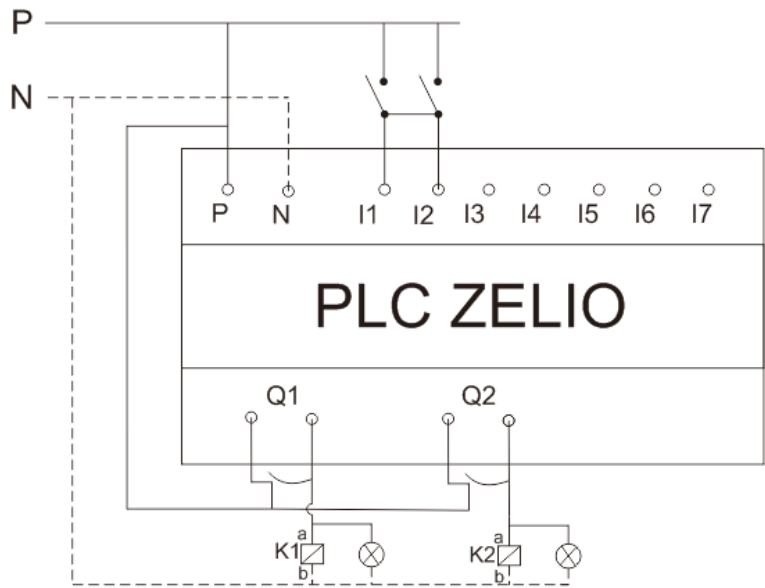 P
N
P N I1 I2 I3 I4 I5 I6 I7
PLC ZELIO
Q1 Q2
a a
K1 K2
b b